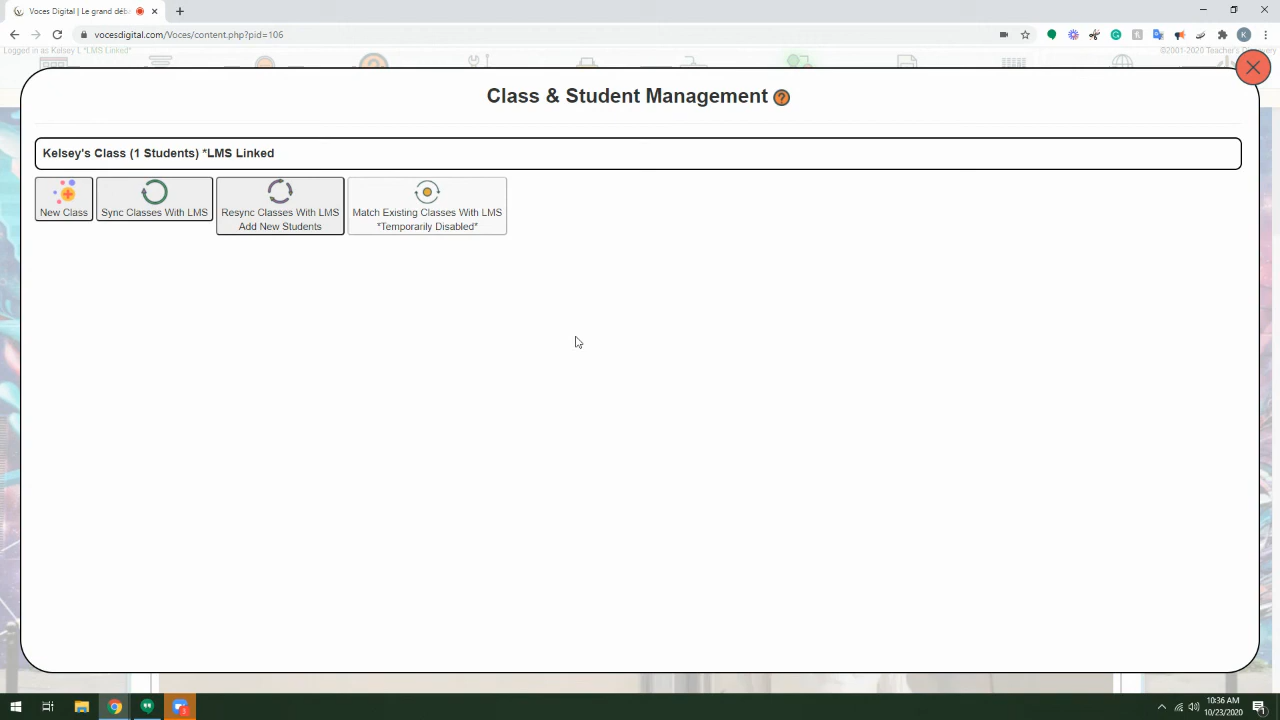 Voces Digital | Le grand déb
vocesdigital.com/Voces/content.php?pid=106
K
Logged in as Kelsey L *LMS Linked*
©2001-2020 Teacher's Discovery
Class & Student Management ?
Kelsey's Class (1 Students) *LMS Linked
New Class
Sync Classes With LMS
Resync Classes With LMS
Add New Students
Match Existing Classes With LMS
*Temporarily Disabled*
10:36 AM
10/23/2020